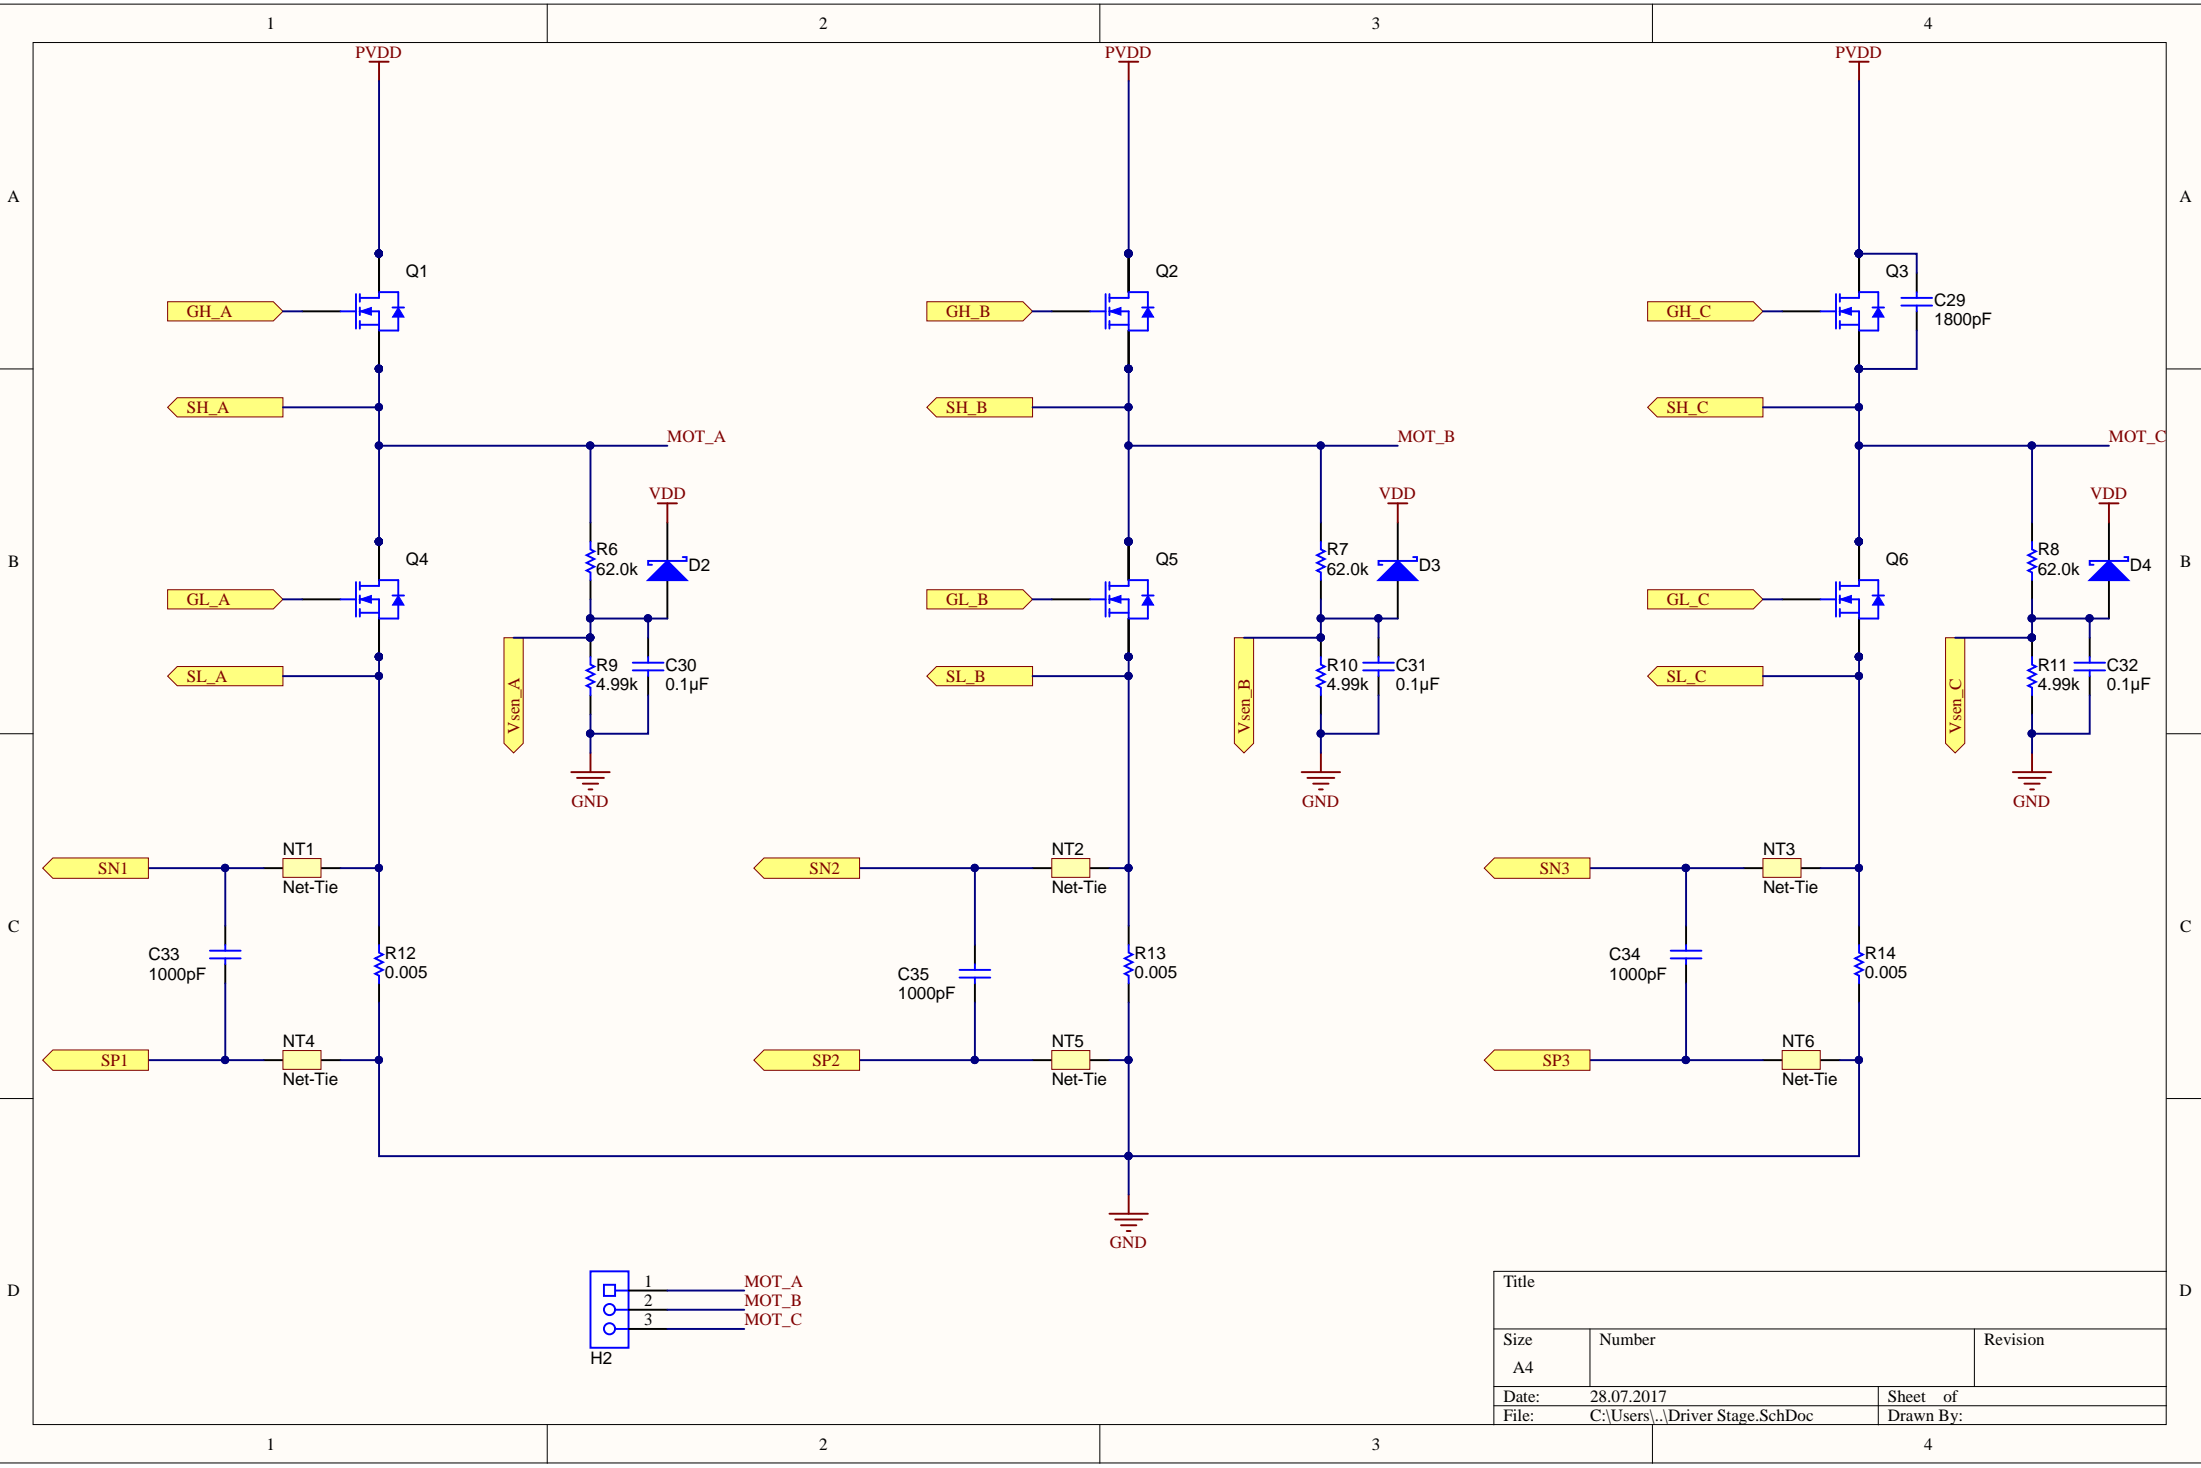 1 2 3 4
PVDD PVDD PVDD
A A
Q1 Q2 Q3
GH_A GH_B GH_C
C29
1800pF
SH_A SH_B SH_C
MOT_A MOT_B MOT_C
VDD VDD VDD
B B
Q4 Q5 Q6
R6
62.0k
D2
R7
62.0k
D3
R8
62.0k
D4
GL_A GL_B GL_C
SL_A SL_B SL_C
Vsen_A
R9
4.99k
C30
0.1µF
Vsen_B
R10
4.99k
C31
0.1µF
Vsen_C
R11
4.99k
C32
0.1µF
GND GND GND
SN1
NT1
Net-Tie
SN2
NT2
Net-Tie
SN3
NT3
Net-Tie
C C
C33
1000pF
R12
0.005
C35
1000pF
R13
0.005
C34
1000pF
R14
0.005
SP1
NT4
Net-Tie
SP2
NT5
Net-Tie
SP3
NT6
Net-Tie
GND
D D
1 MOT_A
2 MOT_B
3 MOT_C
H2
Title
Size Number Revision
A4
Date: 28.07.2017 Sheet of
File: C:\Users\..\Driver Stage.SchDoc Drawn By:
1 2 3 4